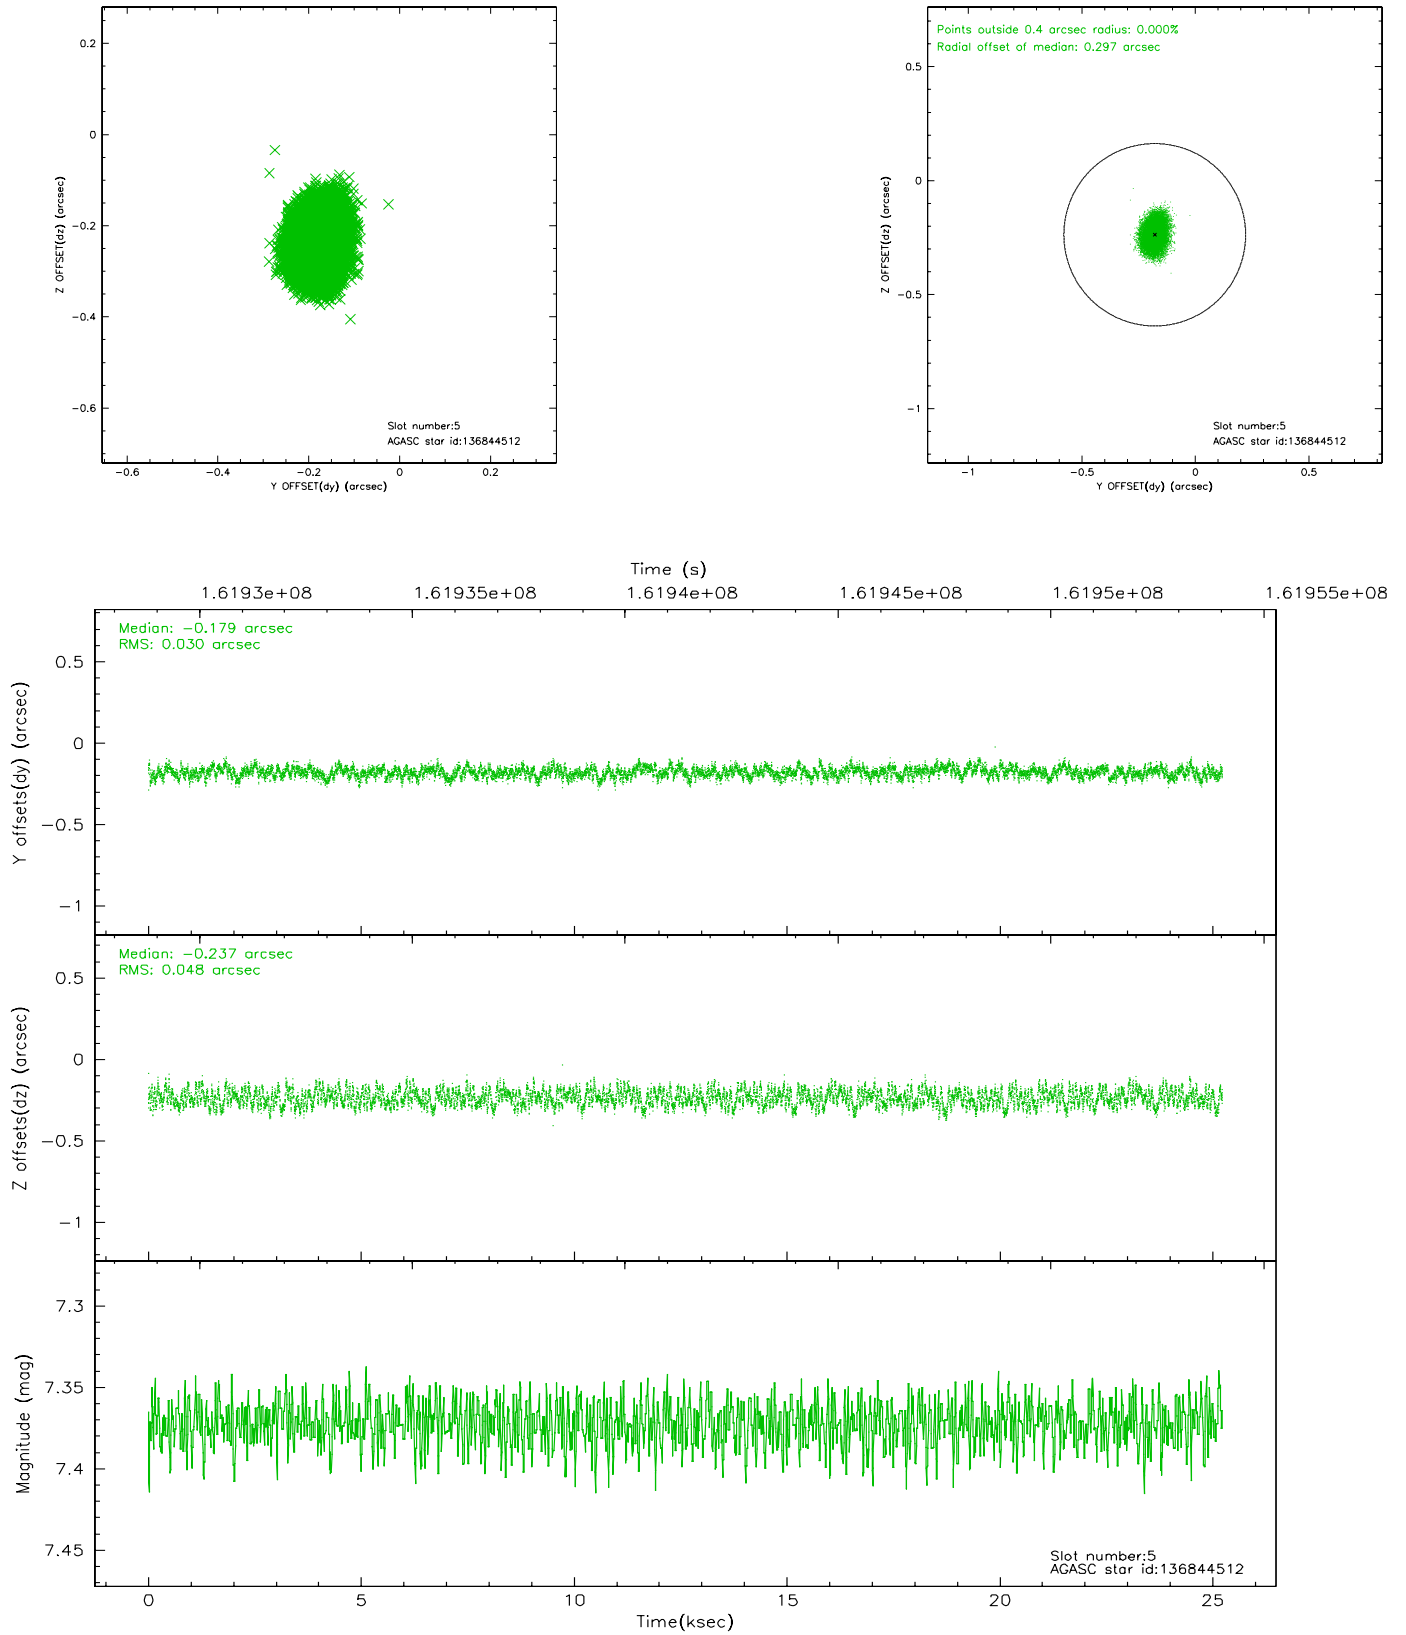 0.2
0
-0.2
-0.4
-0.6
Z OFFSET(dz) (arcsec)
Slot number:5
AGASC star id:136844512
-0.6 -0.4 -0.2 0 0.2
Y OFFSET(dy) (arcsec)
Points outside 0.4 arcsec radius: 0.000%
Radial offset of median: 0.297 arcsec
0.5
0
-0.5
-1
Z OFFSET(dz) (arcsec)
Slot number:5
AGASC star id:136844512
-1 -0.5 0 0.5
Y OFFSET(dy) (arcsec)
Time (s)
1.6193e+08 1.61935e+08 1.6194e+08 1.61945e+08 1.6195e+08 1.61955e+08
Median: -0.179 arcsec
RMS: 0.030 arcsec
0.5
0
-0.5
-1
Y offsets(dy) (arcsec)
Median: -0.237 arcsec
RMS: 0.048 arcsec
0.5
0
-0.5
-1
Z offsets(dz) (arcsec)
7.3
7.35
7.4
7.45
Magnitude (mag)
Slot number:5
AGASC star id:136844512
0 5 10 15 20 25
Time(ksec)